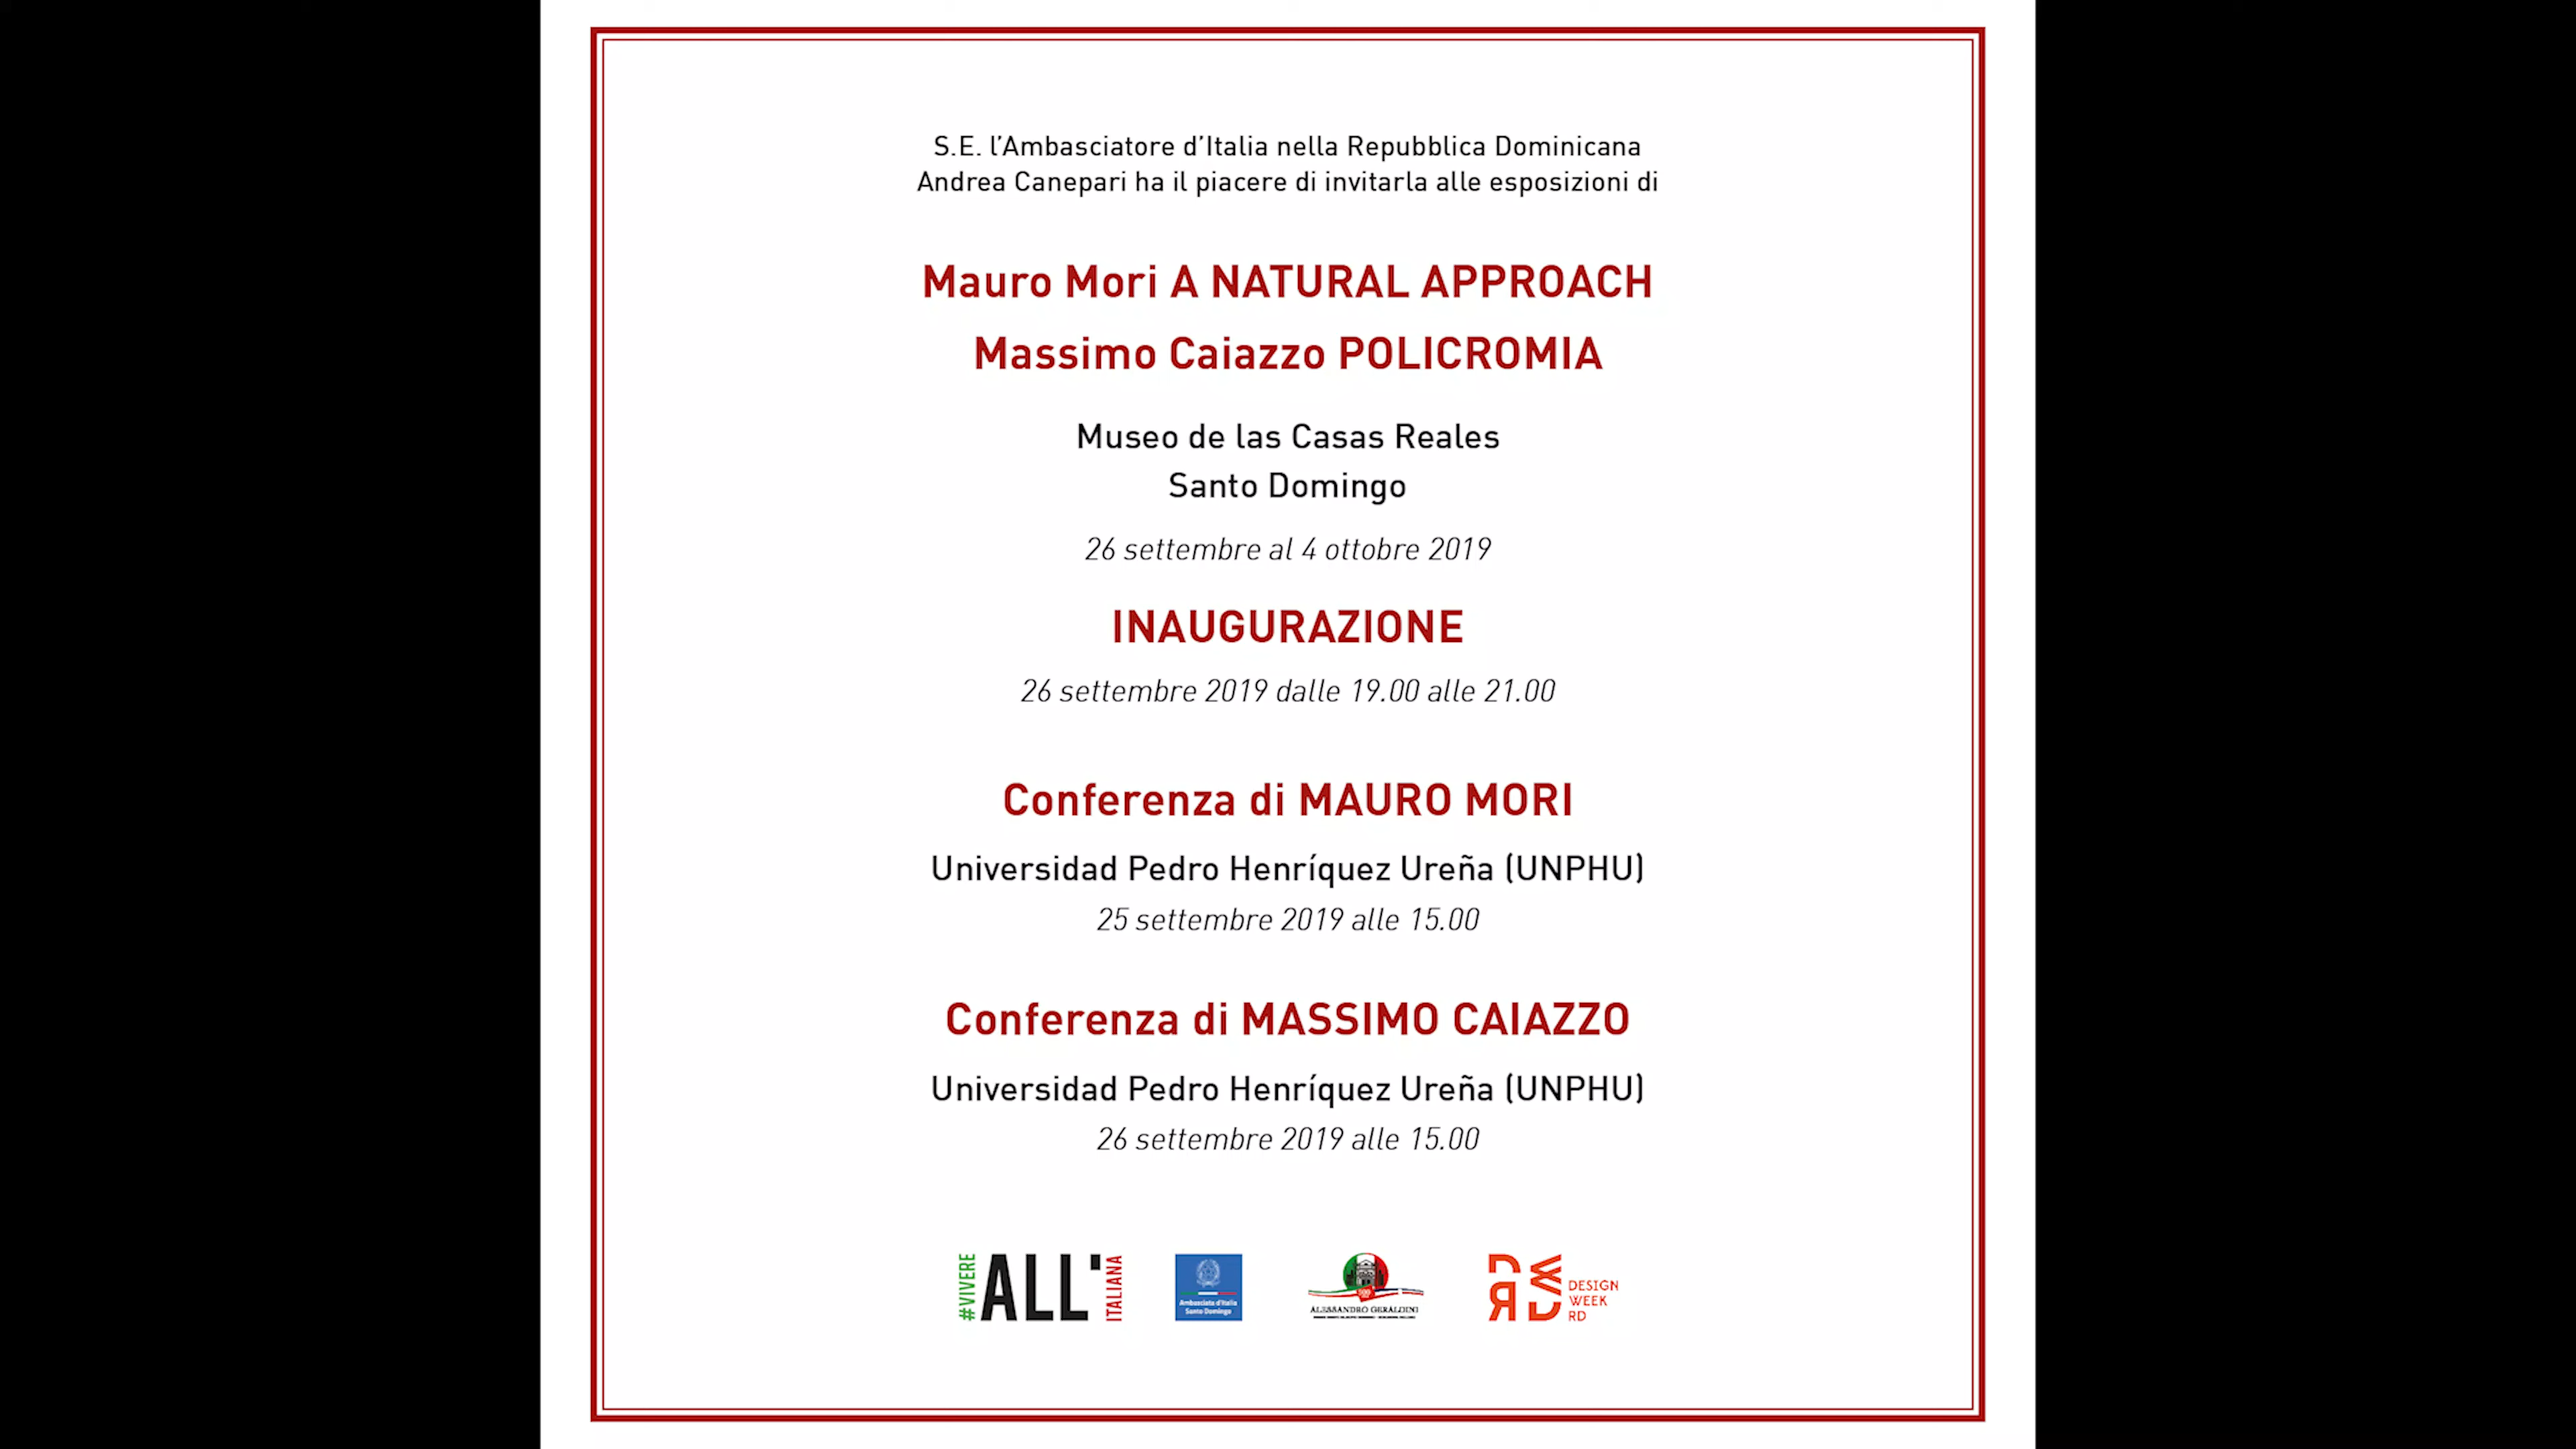 S.E. l'Ambasciatore d'Italia nella Repubblica Dominicana
Andrea Canepari ha il piacere di invitarla alle esposizioni di
Mauro Mori A NATURAL APPROACH
Massimo Caiazzo POLICROMIA
Museo de las Casas Reales
Santo Domingo
26 settembre al 4 ottobre 2019
INAUGURAZIONE
26 settembre 2019 dalle 19.00 alle 21.00
Conferenza di MAURO MORI
Universidad Pedro Henríquez Ureña (UNPHU)
25 settembre 2019 alle 15.00
Conferenza di MASSIMO CAIAZZO
Universidad Pedro Henríquez Ureña (UNPHU)
26 settembre 2019 alle 15.00
#VIVERE ALL' ITALIANA
Ambasciata d'Italia
Santo Domingo
ALESSANDRO GERALDINI
DESIGN
WEEK
RD